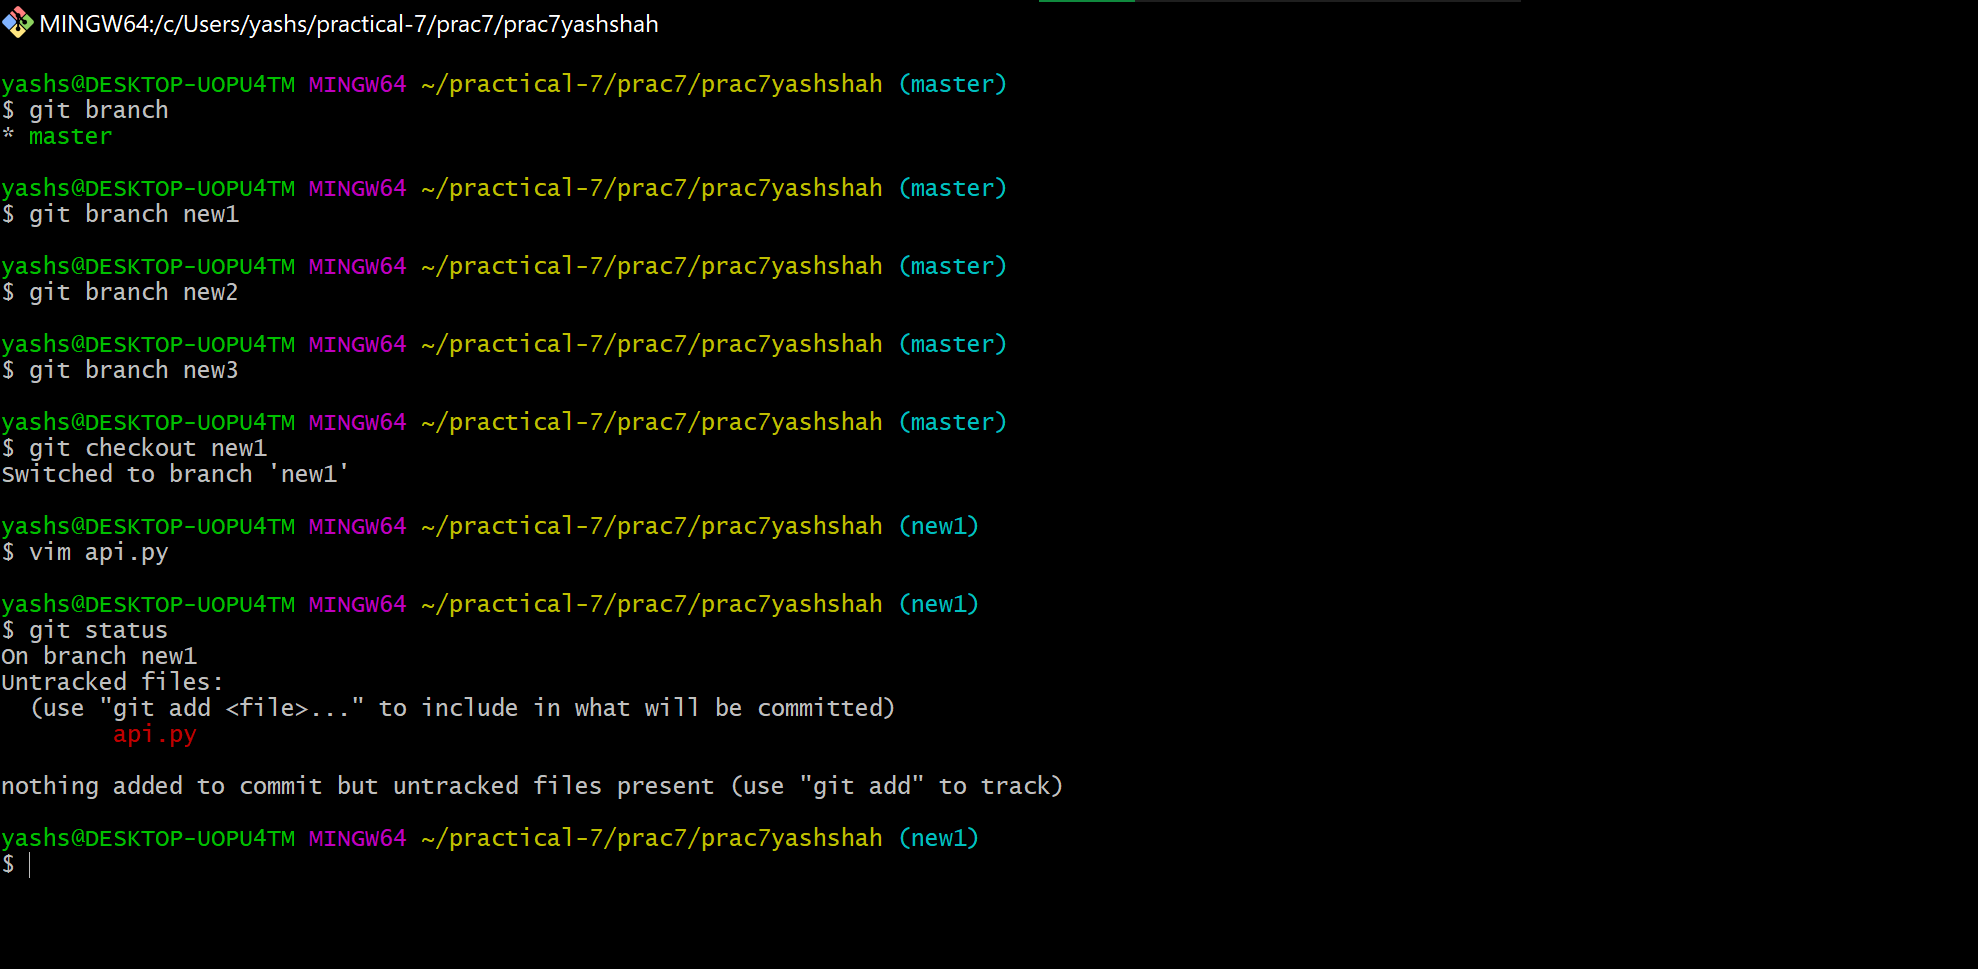 MINGW64:/c/Users/yashs/practical-7/prac7/prac7yashshah
yashs@DESKTOP-UOPU4TM MINGW64 ~/practical-7/prac7/prac7yashshah (master)
$ git branch
* master
yashs@DESKTOP-UOPU4TM MINGW64 ~/practical-7/prac7/prac7yashshah (master)
$ git branch new1
yashs@DESKTOP-UOPU4TM MINGW64 ~/practical-7/prac7/prac7yashshah (master)
$ git branch new2
yashs@DESKTOP-UOPU4TM MINGW64 ~/practical-7/prac7/prac7yashshah (master)
$ git branch new3
yashs@DESKTOP-UOPU4TM MINGW64 ~/practical-7/prac7/prac7yashshah (master)
$ git checkout new1
Switched to branch 'new1'
yashs@DESKTOP-UOPU4TM MINGW64 ~/practical-7/prac7/prac7yashshah (new1)
$ vim api.py
yashs@DESKTOP-UOPU4TM MINGW64 ~/practical-7/prac7/prac7yashshah (new1)
$ git status
On branch new1
Untracked files:
  (use "git add <file>..." to include in what will be committed)
        api.py
nothing added to commit but untracked files present (use "git add" to track)
yashs@DESKTOP-UOPU4TM MINGW64 ~/practical-7/prac7/prac7yashshah (new1)
$